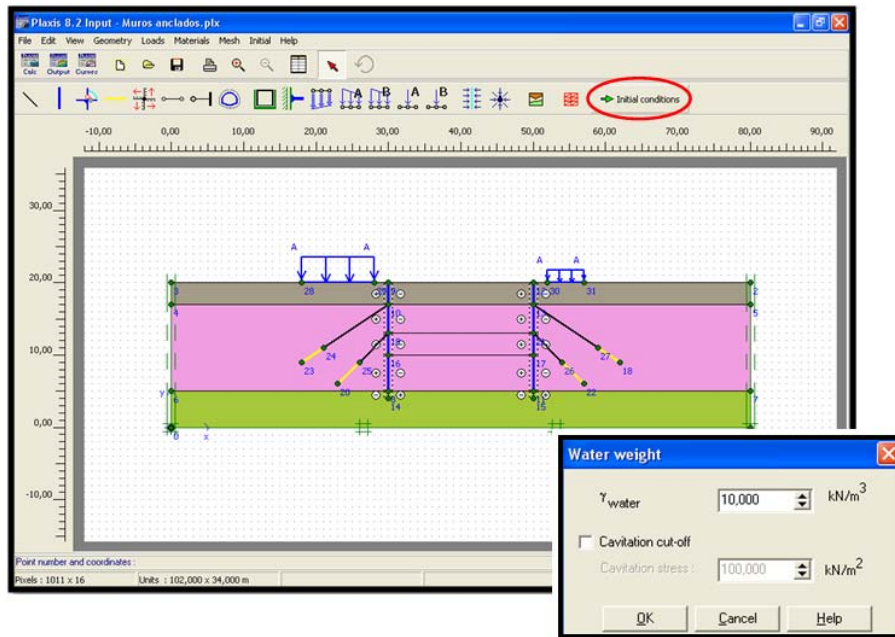 Plaxis 8.2 Input - Muros anclados.plx
File Edit View Geometry Loads Materials Mesh Initial Help
Calc Output Curves
A B A B Initial conditions
-10,00 0,00 10,00 20,00 30,00 40,00 50,00 60,00 70,00 80,00 90,00
30,00
20,00
10,00
0,00
-10,00
A A A A
28 30 31
3 2
4 10 5
24 27
23 16 17 18
25 26
20 22
y 6 7
14 15
0 x
Point number and coordinates :
Pixels : 1011 x 16 Units : 102,000 x 34,000 m
Water weight
γwater 10,000 kN/m3
Cavitation cut-off
Cavitation stress : 100,000 kN/m2
OK Cancel Help